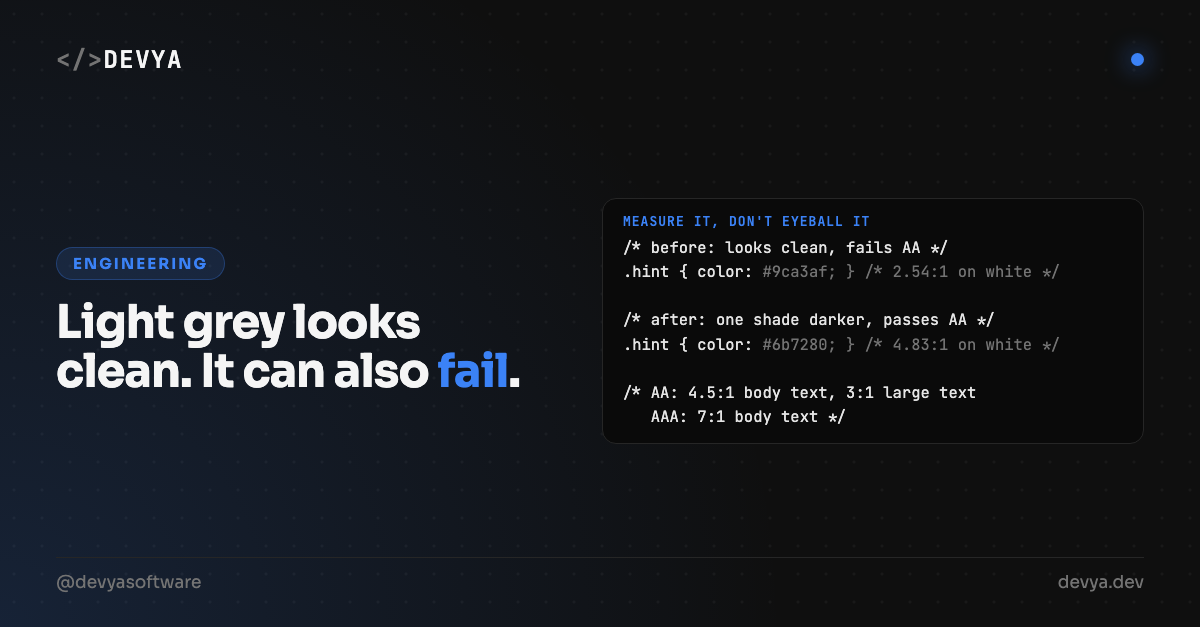 </>DEVYA
ENGINEERING
Light grey looks
clean. It can also fail.
MEASURE IT, DON'T EYEBALL IT
/* before: looks clean, fails AA */
.hint { color: #9ca3af; } /* 2.54:1 on white */
/* after: one shade darker, passes AA */
.hint { color: #6b7280; } /* 4.83:1 on white */
/* AA: 4.5:1 body text, 3:1 large text
AAA: 7:1 body text */
@devyasoftware
devya.dev